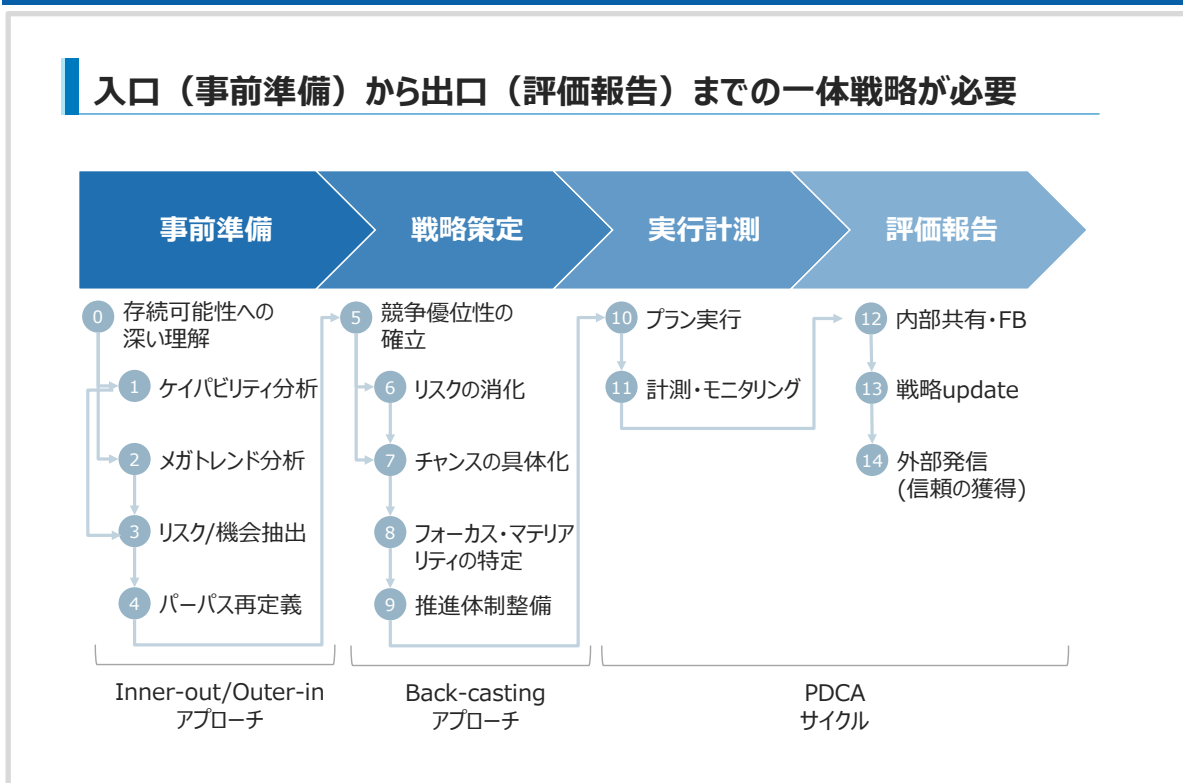 入口（事前準備）から出口（評価報告）までの一体戦略が必要
事前準備
戦略策定
実行計測
評価報告
0
存続可能性への
深い理解
1
ケイパビリティ分析
2
メガトレンド分析
3
リスク/機会抽出
4
パーパス再定義
5
競争優位性の
確立
6
リスクの消化
7
チャンスの具体化
8
フォーカス・マテリア
リティの特定
9
推進体制整備
10
プラン実行
11
計測・モニタリング
12
内部共有・FB
13
戦略update
14
外部発信
(信頼の獲得)
Inner-out/Outer-in
アプローチ
Back-casting
アプローチ
PDCA
サイクル